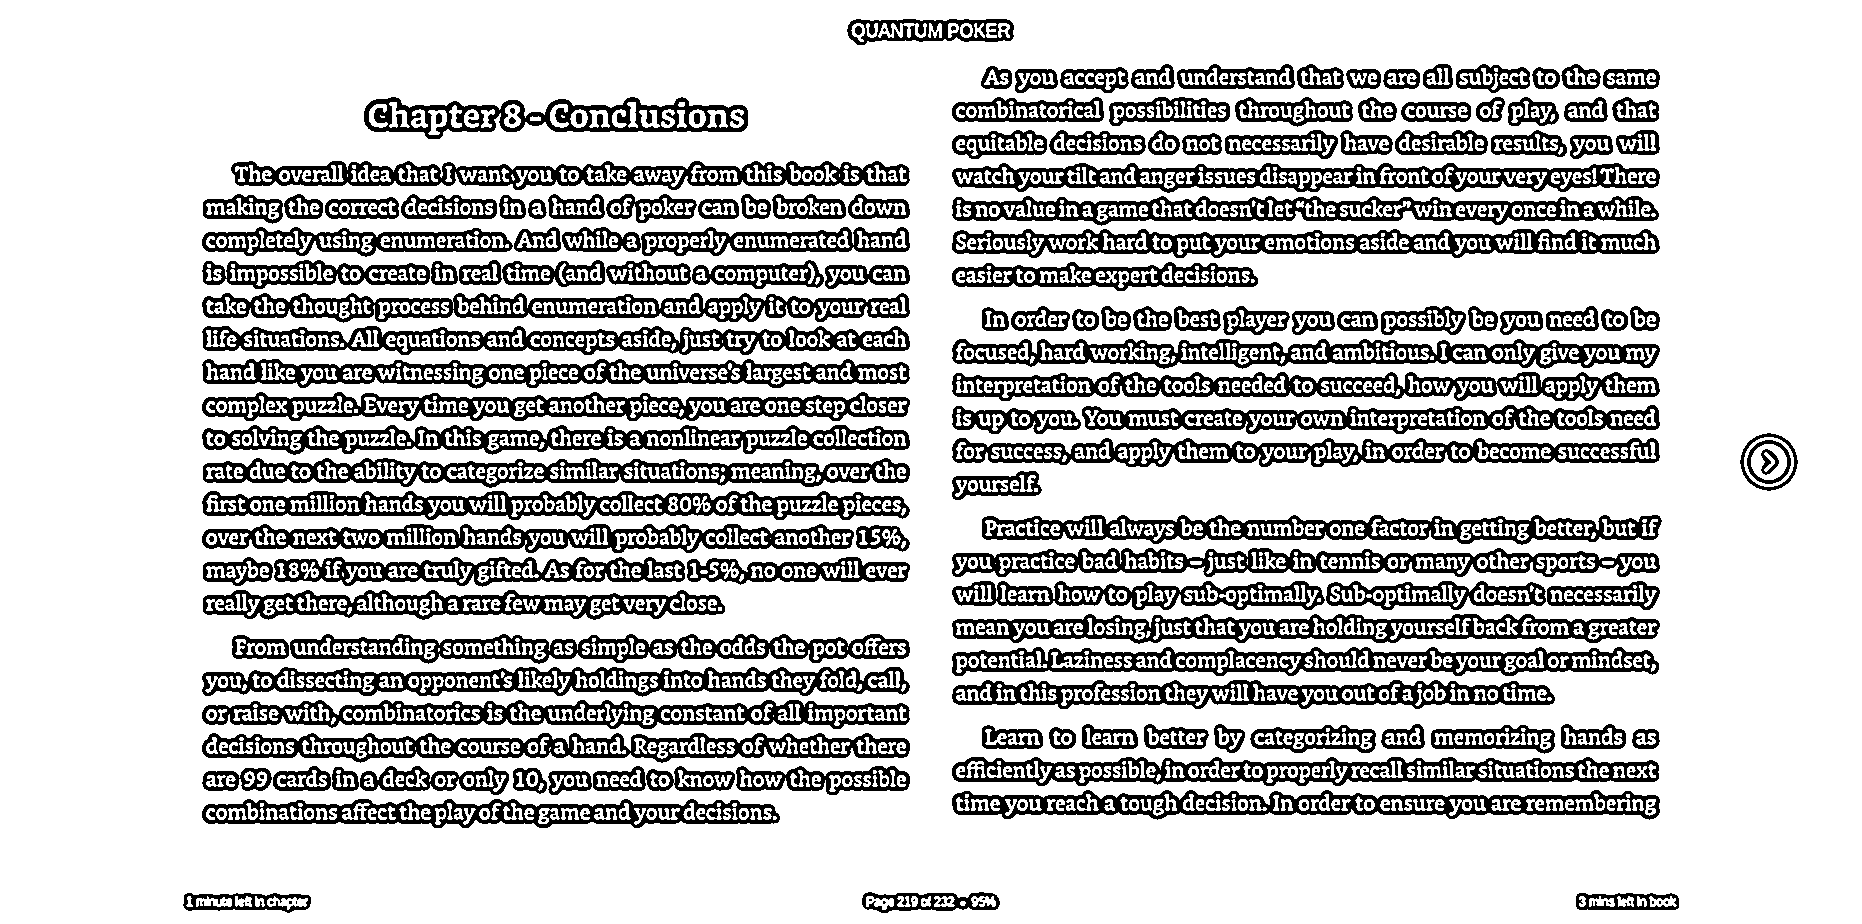 QUANTUM POKER
Chapter 8 - Conclusions
The overall idea that I want you to take away from this book is that
making the correct decisions in a hand of poker can be broken down
completely using enumeration. And while a properly enumerated hand
is impossible to create in real time (and without a computer), you can
take the thought process behind enumeration and apply it to your real
life situations. All equations and concepts aside, just try to look at each
hand like you are witnessing one piece of the universe's largest and most
complex puzzle. Every time you get another piece, you are one step closer
to solving the puzzle. In this game, there is a nonlinear puzzle collection
rate due to the ability to categorize similar situations; meaning, over the
first one million hands you will probably collect 80% of the puzzle pieces,
over the next two million hands you will probably collect another 15%,
maybe 18% if you are truly gifted. As for the last 1-5%, no one will ever
really get there, although a rare few may get very close.
From understanding something as simple as the odds the pot offers
you, to dissecting an opponent's likely holdings into hands they fold, call,
or raise with, combinatorics is the underlying constant of all important
decisions throughout the course of a hand. Regardless of whether there
are 99 cards in a deck or only 10, you need to know how the possible
combinations affect the play of the game and your decisions.
As you accept and understand that we are all subject to the same
combinatorical possibilities throughout the course of play, and that
equitable decisions do not necessarily have desirable results, you will
watch your tilt and anger issues disappear in front of your very eyes! There
is no value in a game that doesn't let “the sucker” win every once in a while.
Seriously work hard to put your emotions aside and you will find it much
easier to make expert decisions.
In order to be the best player you can possibly be you need to be
focused, hard working, intelligent, and ambitious. I can only give you my
interpretation of the tools needed to succeed, how you will apply them
is up to you. You must create your own interpretation of the tools need
for success, and apply them to your play, in order to become successful
yourself.
Practice will always be the number one factor in getting better, but if
you practice bad habits – just like in tennis or many other sports – you
will learn how to play sub-optimally. Sub-optimally doesn't necessarily
mean you are losing, just that you are holding yourself back from a greater
potential. Laziness and complacency should never be your goal or mindset,
and in this profession they will have you out of a job in no time.
Learn to learn better by categorizing and memorizing hands as
efficiently as possible, in order to properly recall similar situations the next
time you reach a tough decision. In order to ensure you are remembering
1 minute left in chapter
Page 219 of 232 • 95%
3 mins left in book